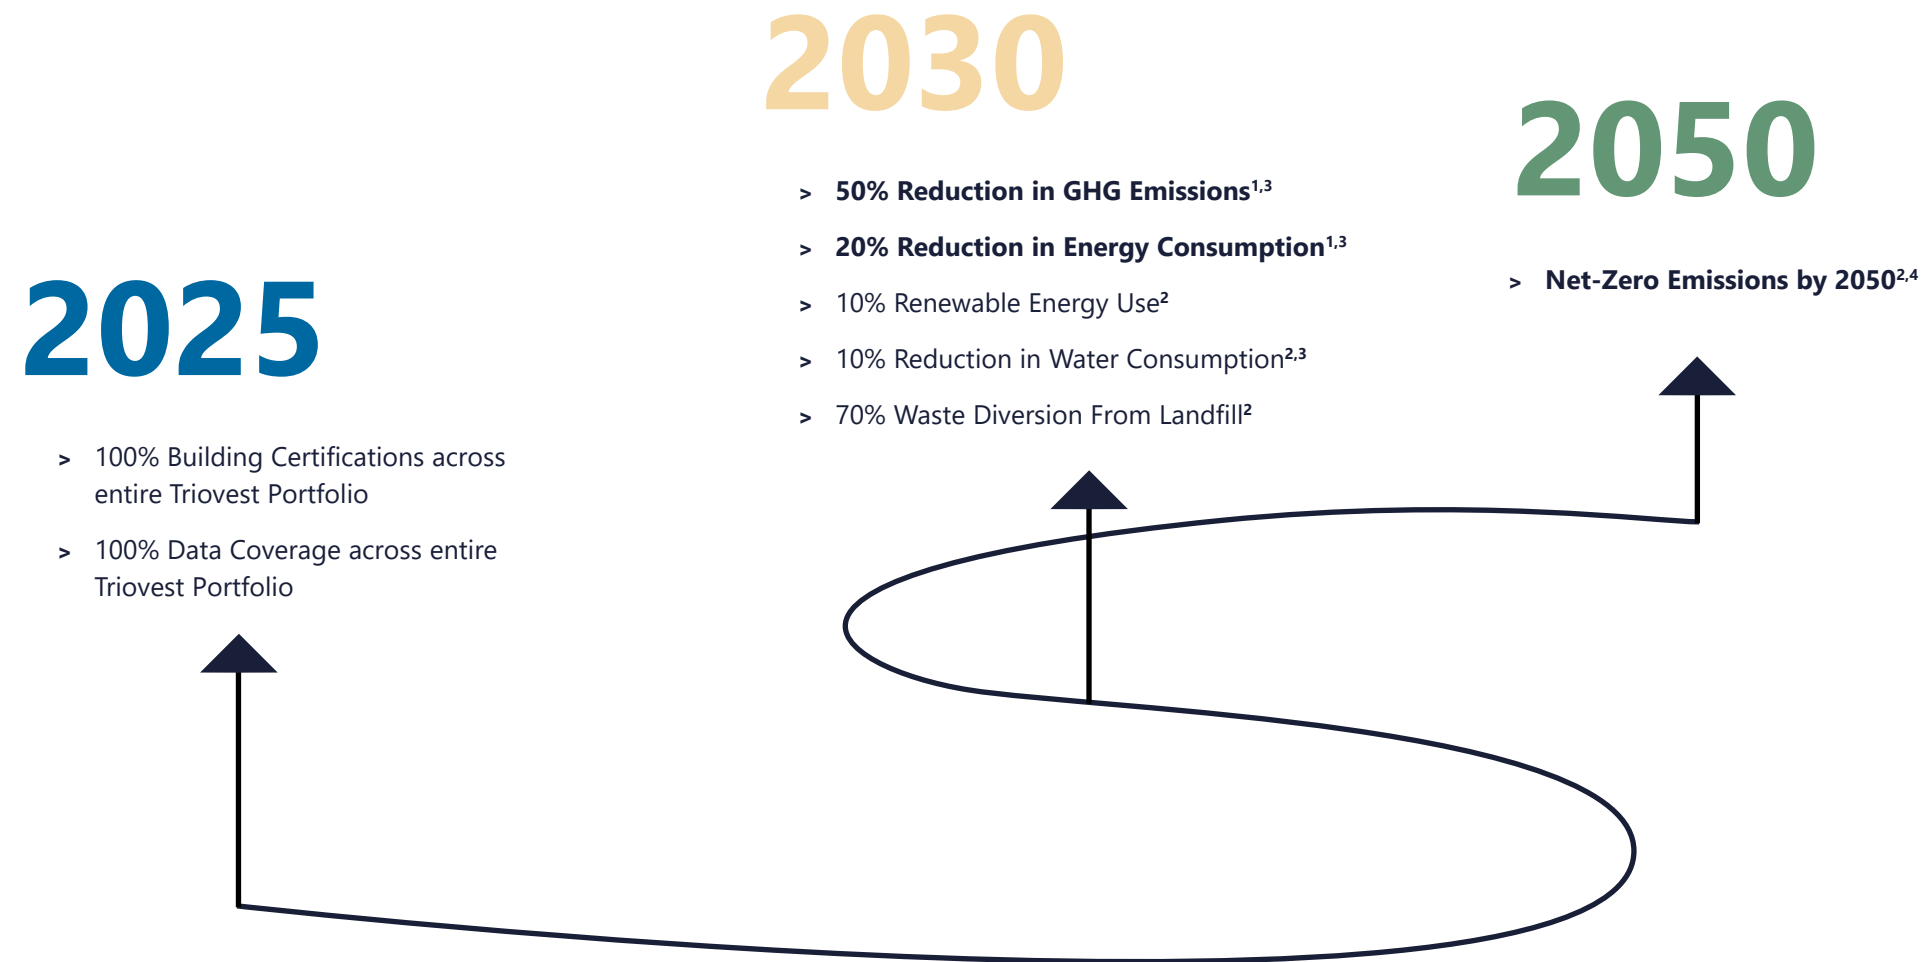 2025
> 100% Building Certifications across
entire Triovest Portfolio
> 100% Data Coverage across entire
Triovest Portfolio
2030
> 50% Reduction in GHG Emissions1,3
> 20% Reduction in Energy Consumption1,3
> 10% Renewable Energy Use2
> 10% Reduction in Water Consumption2,3
> 70% Waste Diversion From Landfill2
2050
> Net-Zero Emissions by 20502,4